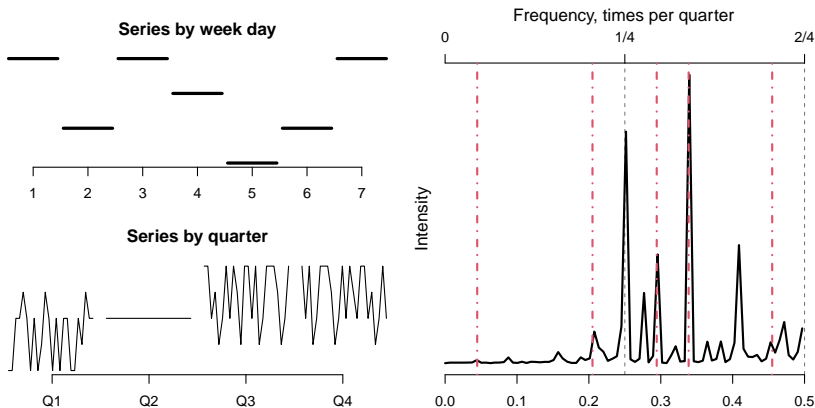 Series by week day
1 2 3 4 5 6 7
Series by quarter
Q1 Q2 Q3 Q4
Frequency, times per quarter
0 1/4 2/4
Intensity
0.0 0.1 0.2 0.3 0.4 0.5